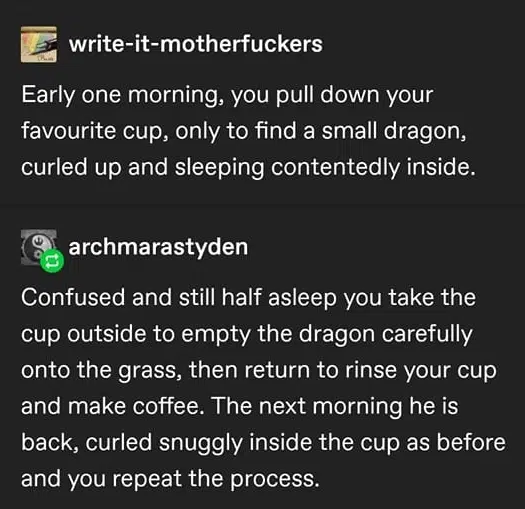 write-it-motherfuckers
Early one morning, you pull down your
favourite cup, only to find a small dragon,
curled up and sleeping contentedly inside.
archmarastyden
Confused and still half asleep you take the
cup outside to empty the dragon carefully
onto the grass, then return to rinse your cup
and make coffee. The next morning he is
back, curled snuggly inside the cup as before
and you repeat the process.